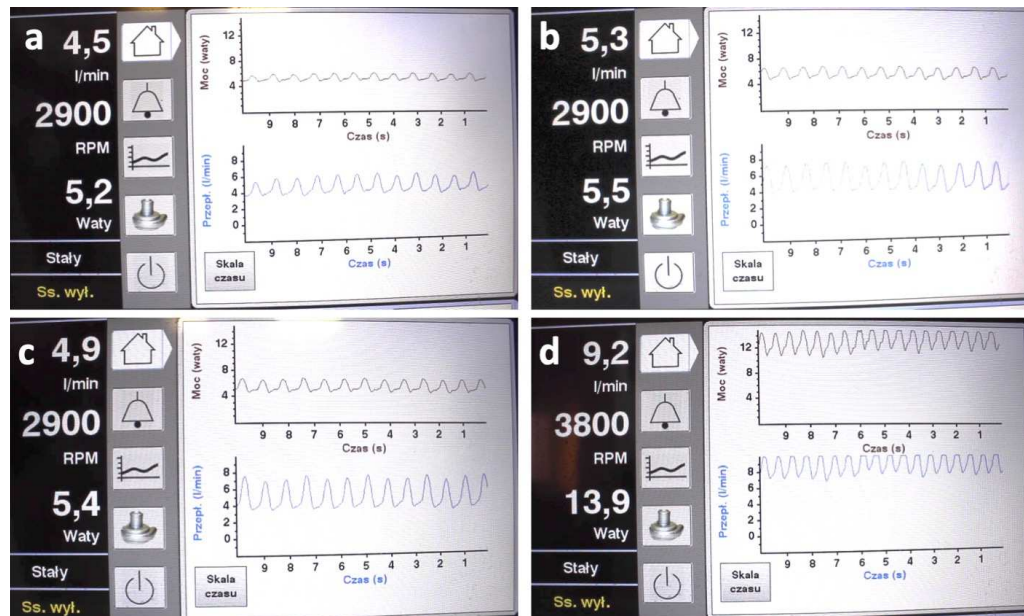 a
4,5
l/min
2900
RPM
5,2
Waty
Stały
Ss. wył.
Moc (waty)
12
8
4
9 8 7 6 5 4 3 2 1
Czas (s)
Przepł. (l/min)
8
6
4
2
0
9 8 7 6 5 4 3 2 1
Czas (s)
Skala
czasu
b
5,3
l/min
2900
RPM
5,5
Waty
Stały
Ss. wył.
Moc (waty)
12
8
4
9 8 7 6 5 4 3 2 1
Czas (s)
Przepł. (l/min)
8
6
4
2
0
9 8 7 6 5 4 3 2 1
Czas (s)
Skala
czasu
c
4,9
l/min
2900
RPM
5,4
Waty
Stały
Ss. wył.
Moc (waty)
12
8
4
9 8 7 6 5 4 3 2 1
Czas (s)
Przepł. (l/min)
8
6
4
2
0
9 8 7 6 5 4 3 2 1
Czas (s)
Skala
czasu
d
9,2
l/min
3800
RPM
13,9
Waty
Stały
Ss. wył.
Moc (waty)
12
8
4
9 8 7 6 5 4 3 2 1
Czas (s)
Przepł. (l/min)
8
6
4
2
0
9 8 7 6 5 4 3 2 1
Czas (s)
Skala
czasu